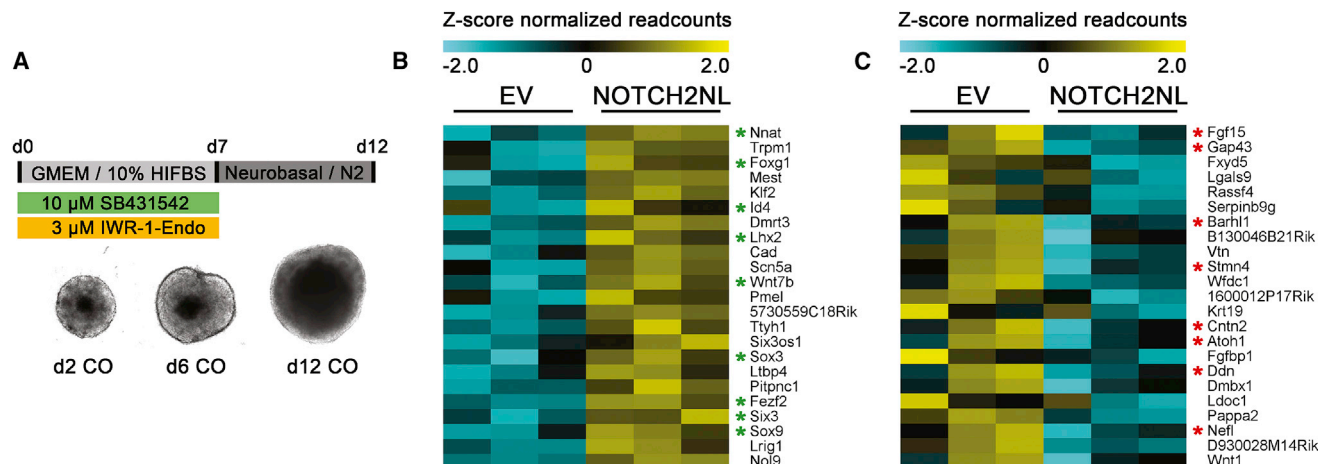 A
d0 d7 d12
GMEM / 10% HIFBS Neurobasal / N2
10 µM SB431542
3 µM IWR-1-Endo
d2 CO d6 CO d12 CO
B
Z-score normalized readcounts
-2.0 0 2.0
EV NOTCH2NL
* Nnat
Trpm1
* Foxg1
Mest
Klf2
* Id4
Dmrt3
* Lhx2
Cad
Scn5a
* Wnt7b
Pmel
5730559C18Rik
Ttyh1
Six3os1
* Sox3
Ltbp4
Pitpnc1
* Fezf2
* Six3
* Sox9
Lrig1
Nol9
C
Z-score normalized readcounts
-2.0 0 2.0
EV NOTCH2NL
* Fgf15
* Gap43
Fxyd5
Lgals9
Rassf4
Serpinb9g
* Barhl1
B130046B21Rik
Vtn
* Stmn4
Wfdc1
1600012P17Rik
Krt19
* Cntn2
* Atoh1
Fgfbp1
* Ddn
Dmbx1
Ldoc1
Pappa2
* Nefl
D930028M14Rik
Wnt1